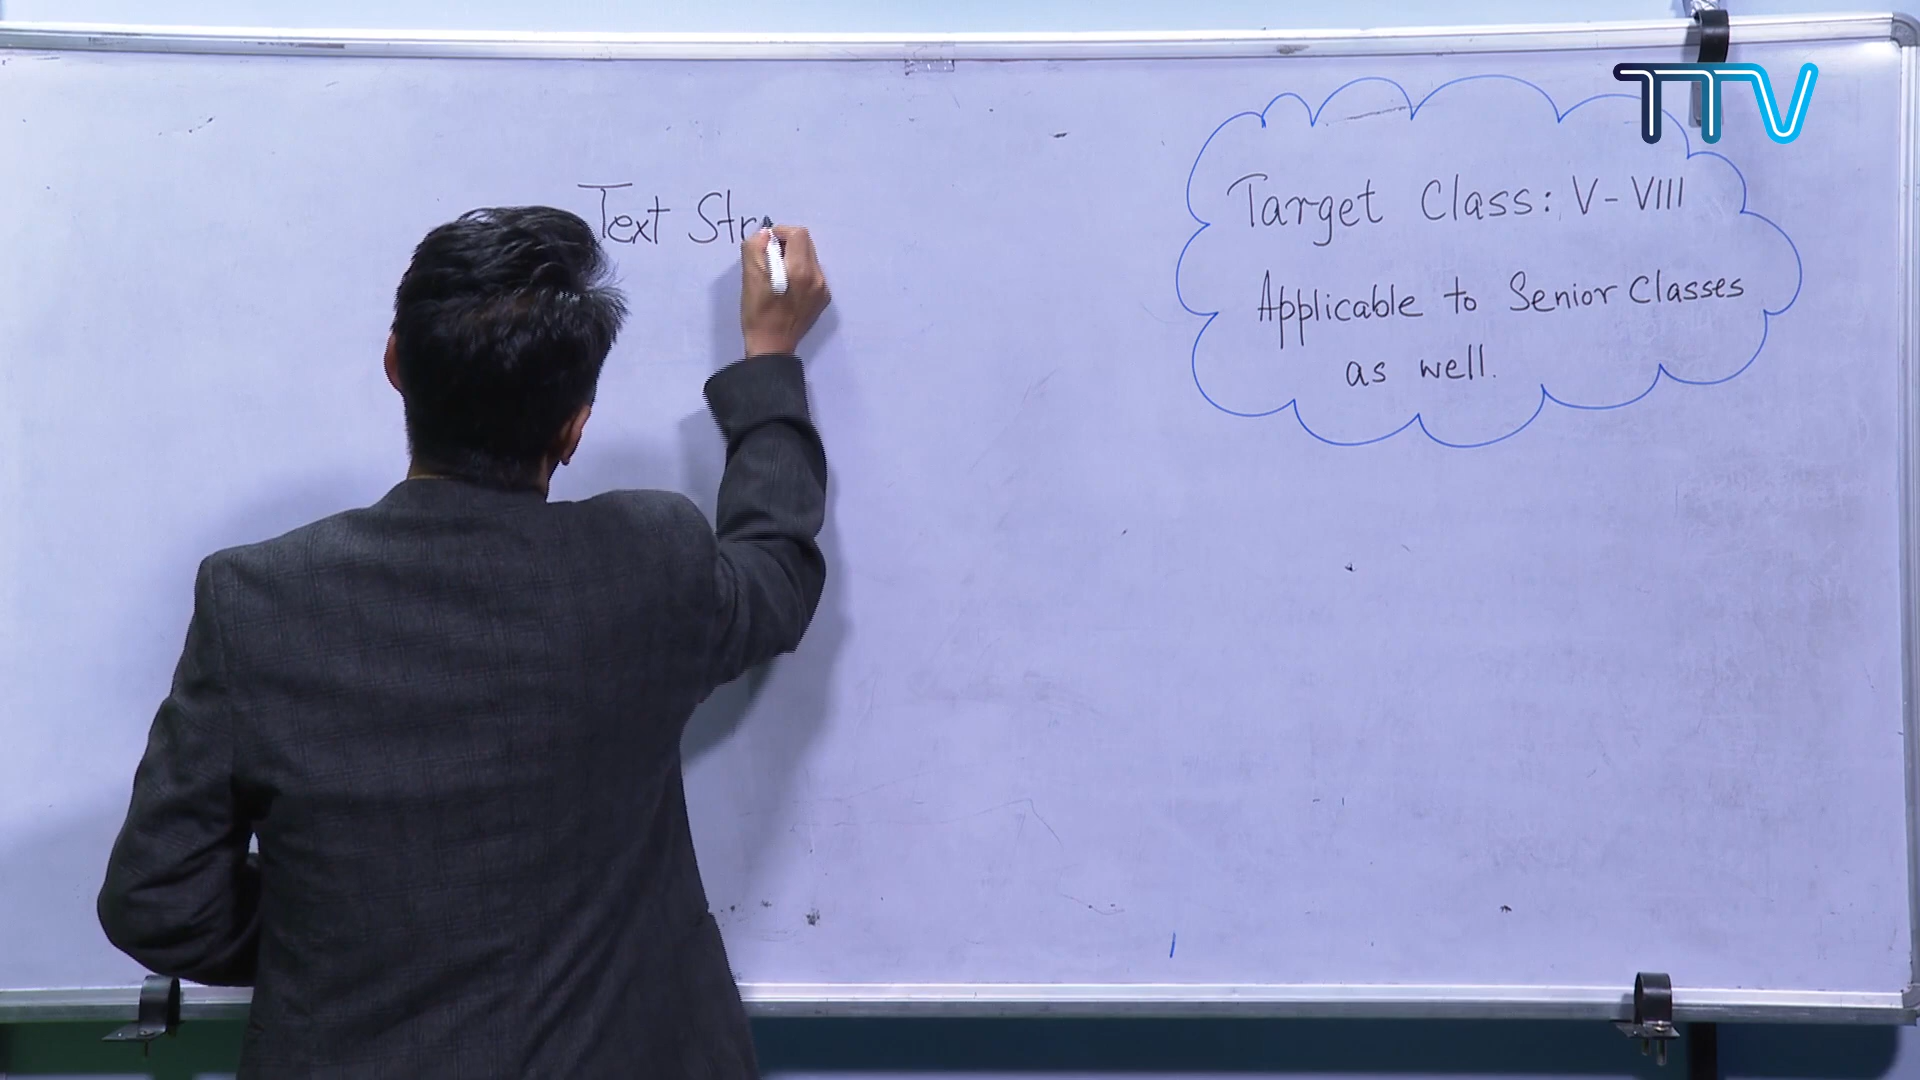 TTV
Text Str
Target Class: V-VIII
Applicable to Senior Classes
as well.